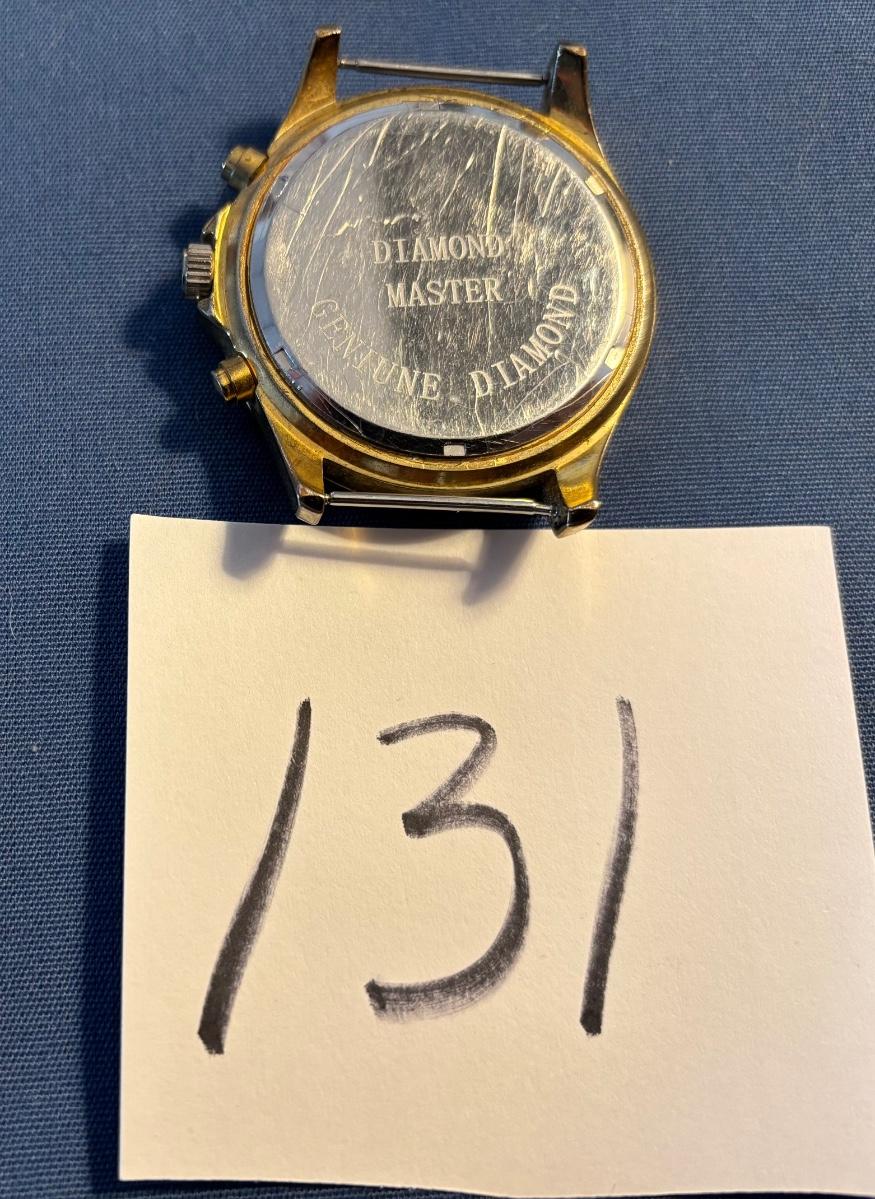 DIAMOND
MASTER
GENIUNE DIAMOND
131